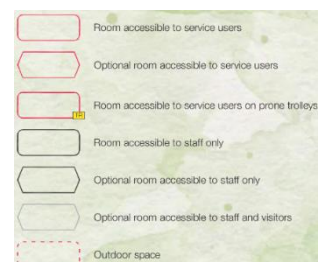 Room accessible to service users
Optional room accessible to service users
Room accessible to service users on prone trolleys
Room accessible to staff only
Optional room accessible to staff only
Optional room accessible to staff and visitors
Outdoor space